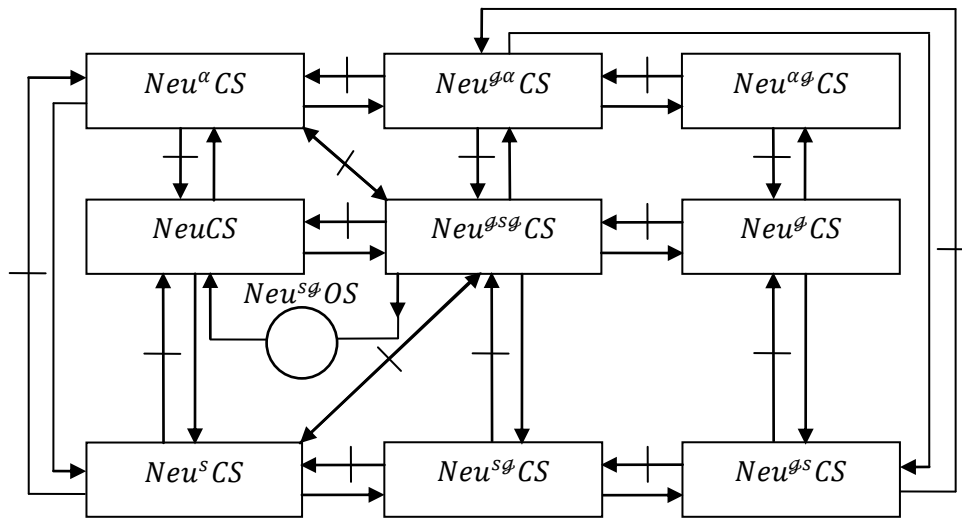 Neu^α CS
Neu^ℊα CS
Neu^αℊ CS
NeuCS
Neu^ℊsℊ CS
Neu^ℊ CS
Neu^sℊ OS
Neu^s CS
Neu^sℊ CS
Neu^ℊs CS